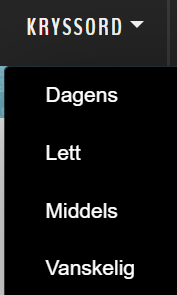 KRYSSORD
Dagens
Lett
Middels
Vanskelig